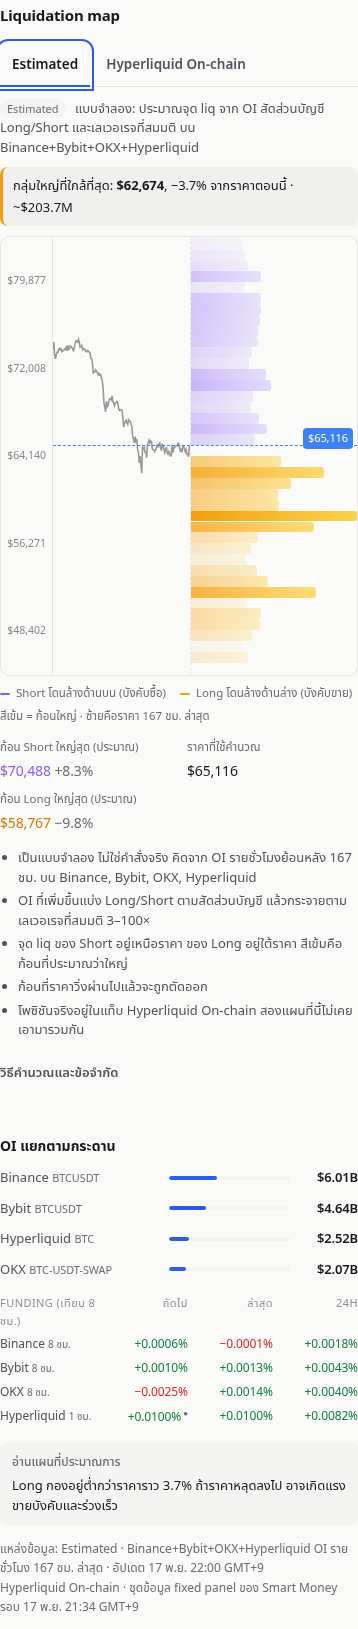 Liquidation map
Estimated Hyperliquid On-chain
Estimated แบบจำลอง: ประมาณจุด liq จาก OI สัดส่วนบัญชี
Long/Short และเลเวอเรจที่สมมติ บน
Binance+Bybit+OKX+Hyperliquid
กลุ่มใหญ่ที่ใกล้ที่สุด: $62,674, −3.7% จากราคาตอนนี้ ·
~$203.7M
$79,877
$72,008
$65,116
$64,140
$56,271
$48,402
Short โดนล้างด้านบน (บังคับซื้อ) Long โดนล้างด้านล่าง (บังคับขาย)
สีเข้ม = ก้อนใหญ่ · ซ้ายคือราคา 167 ชม. ล่าสุด
ก้อน Short ใหญ่สุด (ประมาณ) ราคาที่ใช้คำนวณ
$70,488 +8.3% $65,116
ก้อน Long ใหญ่สุด (ประมาณ)
$58,767 −9.8%
• เป็นแบบจำลอง ไม่ใช่คำสั่งจริง คิดจาก OI รายชั่วโมงย้อนหลัง 167
ชม. บน Binance, Bybit, OKX, Hyperliquid
• OI ที่เพิ่มขึ้นแบ่ง Long/Short ตามสัดส่วนบัญชี แล้วกระจายตาม
เลเวอเรจที่สมมติ 3–100×
• จุด liq ของ Short อยู่เหนือราคา ของ Long อยู่ใต้ราคา สีเข้มคือ
ก้อนที่ประมาณว่าใหญ่
• ก้อนที่ราคาวิ่งผ่านไปแล้วจะถูกตัดออก
• โพซิชันจริงอยู่ในแท็บ Hyperliquid On-chain สองแผนที่นี้ไม่เคย
เอามารวมกัน
วิธีคำนวณและข้อจำกัด
OI แยกตามกระดาน
Binance BTCUSDT $6.01B
Bybit BTCUSDT $4.64B
Hyperliquid BTC $2.52B
OKX BTC-USDT-SWAP $2.07B
FUNDING (เทียบ 8 ถัดไป ล่าสุด 24H
ชม.)
Binance 8 ชม. +0.0006% −0.0001% +0.0018%
Bybit 8 ชม. +0.0010% +0.0013% +0.0043%
OKX 8 ชม. −0.0025% +0.0014% +0.0040%
Hyperliquid 1 ชม. +0.0100%* +0.0100% +0.0082%
อ่านแผนที่ประมาณการ
Long กองอยู่ต่ำกว่าราคาราว 3.7% ถ้าราคาหลุดลงไป อาจเกิดแรง
ขายบังคับและร่วงเร็ว
แหล่งข้อมูล: Estimated · Binance+Bybit+OKX+Hyperliquid OI ราย
ชั่วโมง 167 ชม. ล่าสุด · อัปเดต 17 พ.ย. 22:00 GMT+9
Hyperliquid On-chain · ชุดข้อมูล fixed panel ของ Smart Money
รอบ 17 พ.ย. 21:34 GMT+9